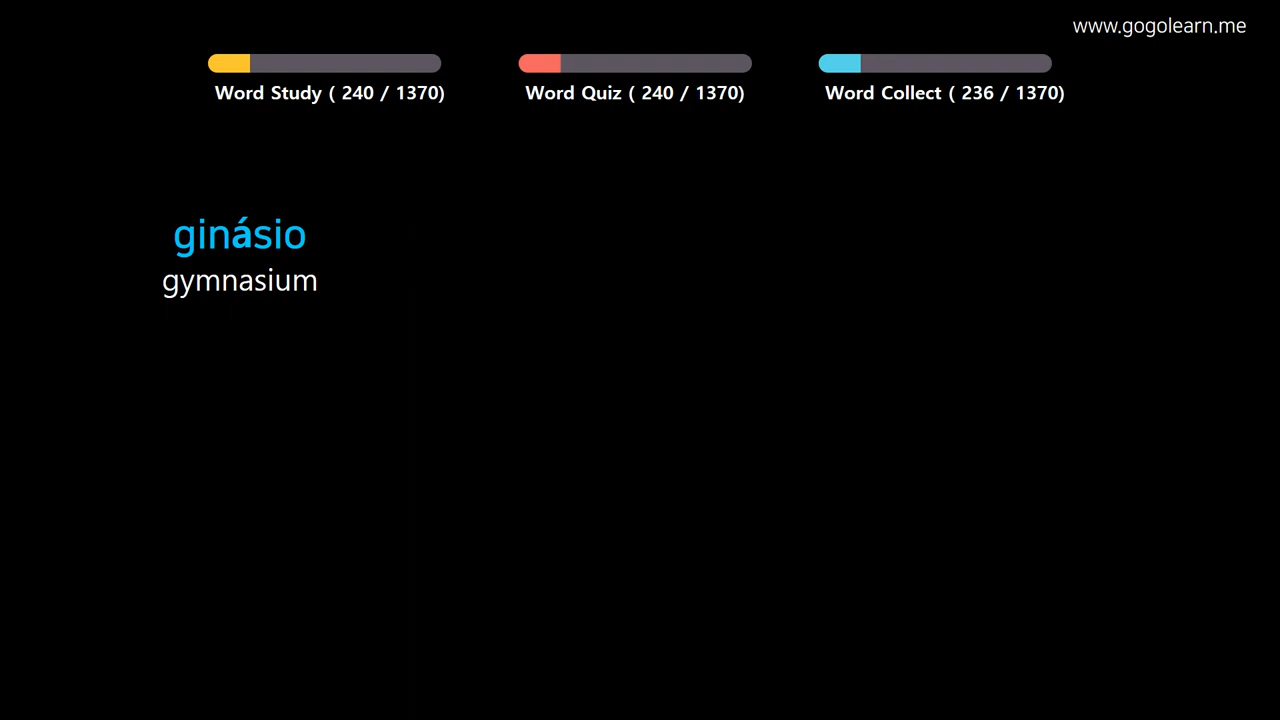 www.gogolearn.me
Word Study ( 240 / 1370)
Word Quiz ( 240 / 1370)
Word Collect ( 236 / 1370)
ginásio
gymnasium